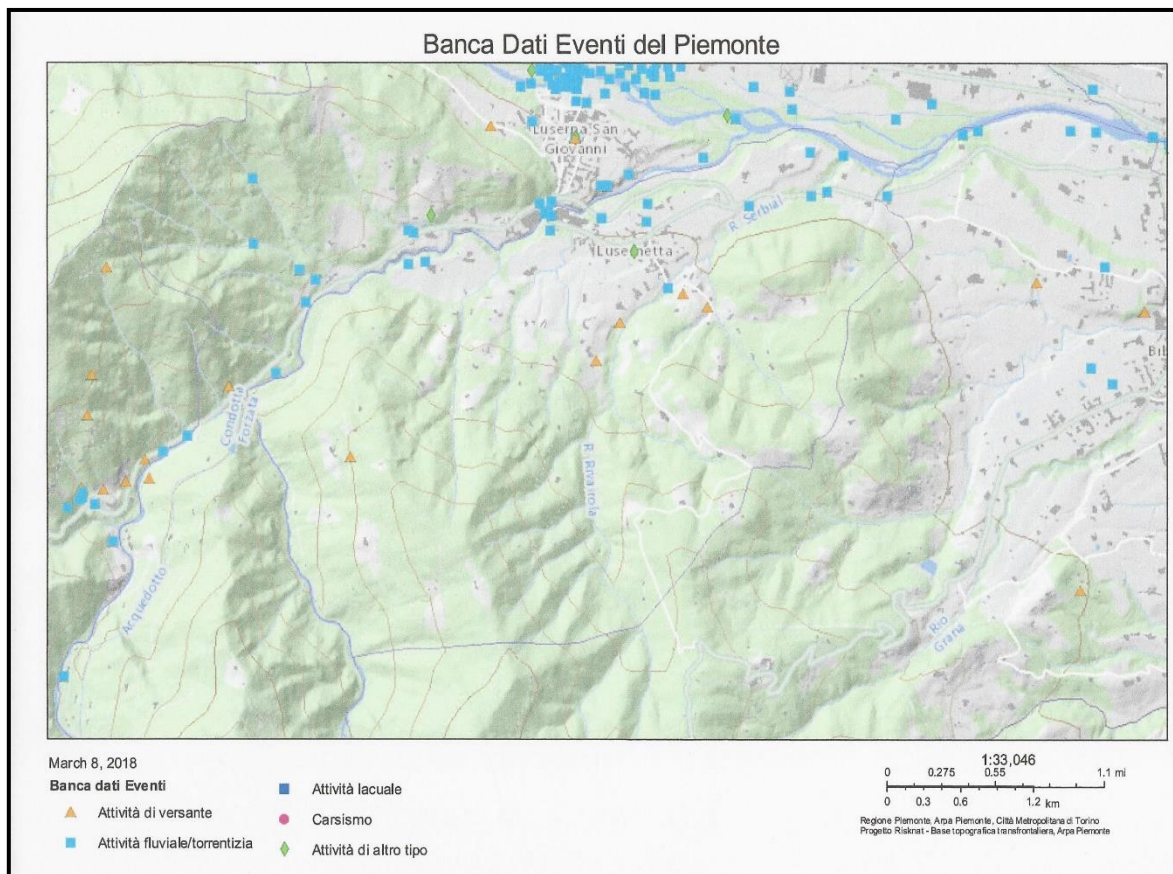 Banca Dati Eventi del Piemonte
Luserna San
Giovanni
R. Serbial
Lusernetta
Bib
Condotta
Forzata
R. Rivairola
Acquedotto
Rio
Grana
March 8, 2018
Banca dati Eventi
Attività di versante
Attività fluviale/torrentizia
Attività lacuale
Carsismo
Attività di altro tipo
1:33,046
0 0.275 0.55 1.1 mi
0 0.3 0.6 1.2 km
Regione Piemonte, Arpa Piemonte, Città Metropolitana di Torino
Progetto Risknat - Base topografica transfrontaliera, Arpa Piemonte